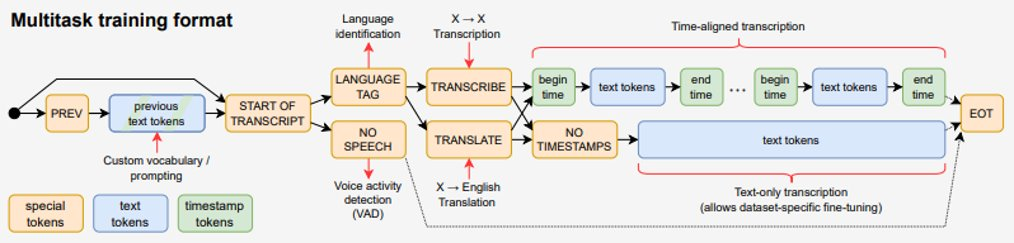 Multitask training format
Language
identification
X → X
Transcription
Time-aligned transcription
PREV
previous
text tokens
START OF
TRANSCRIPT
LANGUAGE
TAG
TRANSCRIBE
begin
time
text tokens
end
time
...
begin
time
text tokens
end
time
NO
SPEECH
TRANSLATE
NO
TIMESTAMPS
text tokens
EOT
Custom vocabulary /
prompting
Voice activity
detection
(VAD)
X → English
Translation
Text-only transcription
(allows dataset-specific fine-tuning)
special
tokens
text
tokens
timestamp
tokens